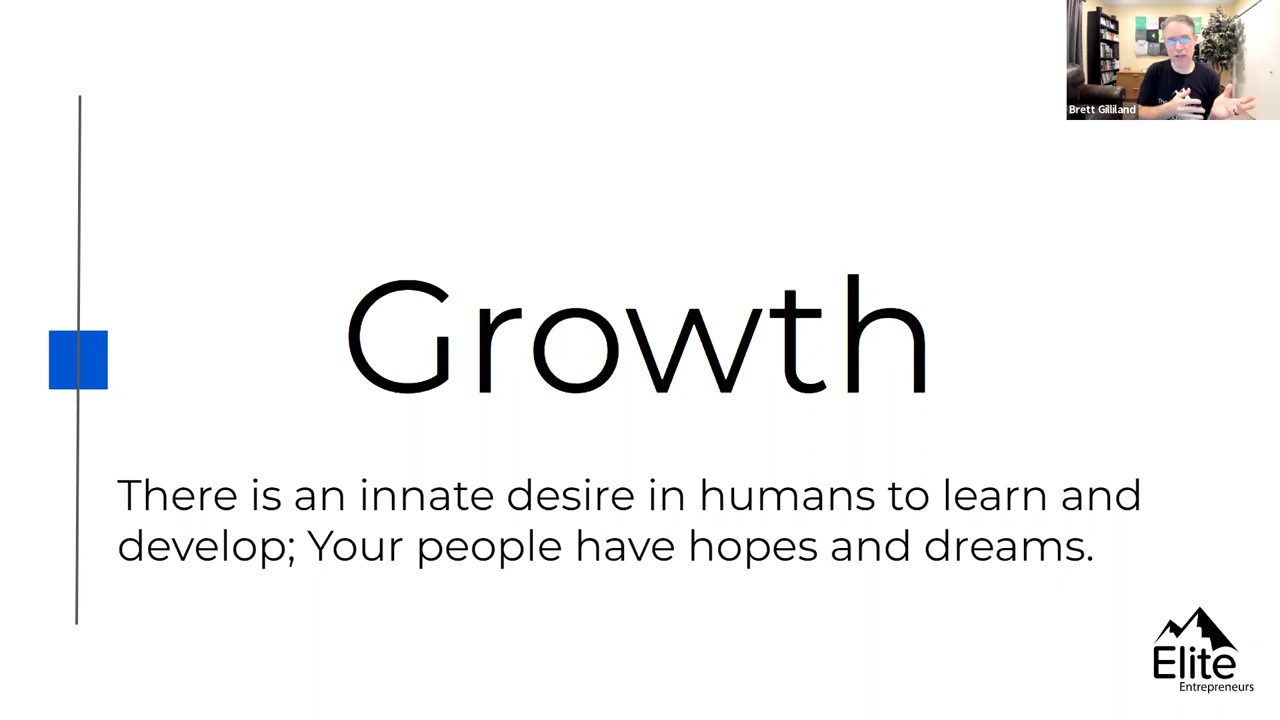 Brett Gilliland
Growth
There is an innate desire in humans to learn and
develop; Your people have hopes and dreams.
Elite
Entrepreneurs